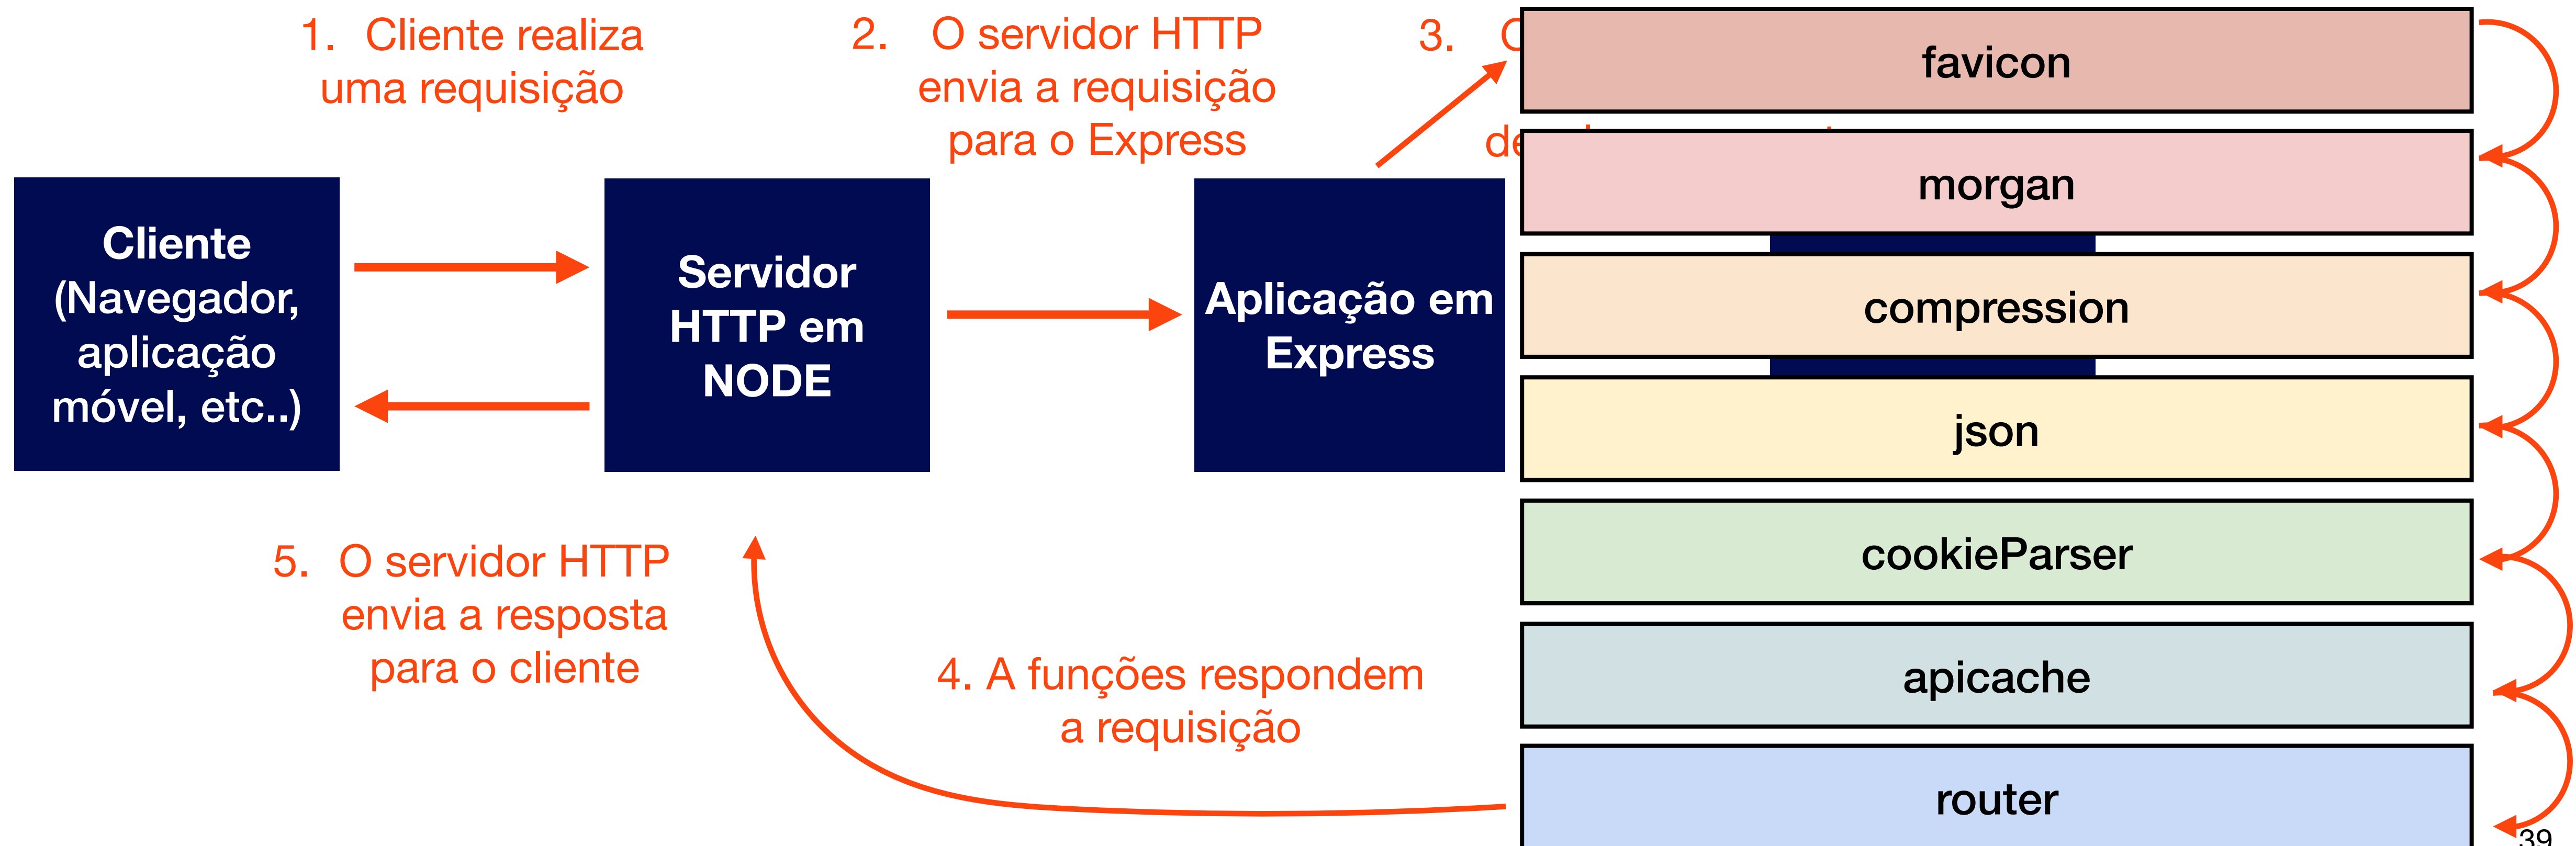 1. Cliente realiza
uma requisição
2. O servidor HTTP
envia a requisição
para o Express
3.
Cliente
(Navegador,
aplicação
móvel, etc..)
Servidor
HTTP em
NODE
Aplicação em
Express
favicon
morgan
compression
json
cookieParser
apicache
router
5. O servidor HTTP
envia a resposta
para o cliente
4. A funções respondem
a requisição
39